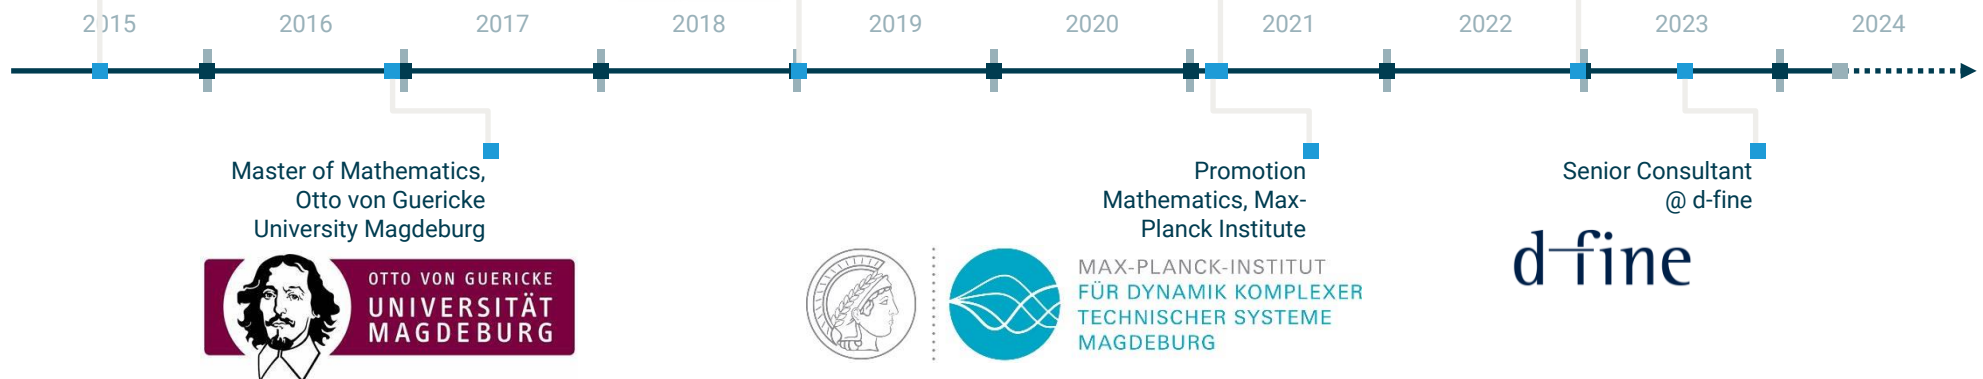 2015 2016 2017 2018 2019 2020 2021 2022 2023 2024
Master of Mathematics,
Otto von Guericke
University Magdeburg
OTTO VON GUERICKE
UNIVERSITÄT
MAGDEBURG
Promotion
Mathematics, Max-
Planck Institute
MAX-PLANCK-INSTITUT
FÜR DYNAMIK KOMPLEXER
TECHNISCHER SYSTEME
MAGDEBURG
Senior Consultant
@ d-fine
d-fine